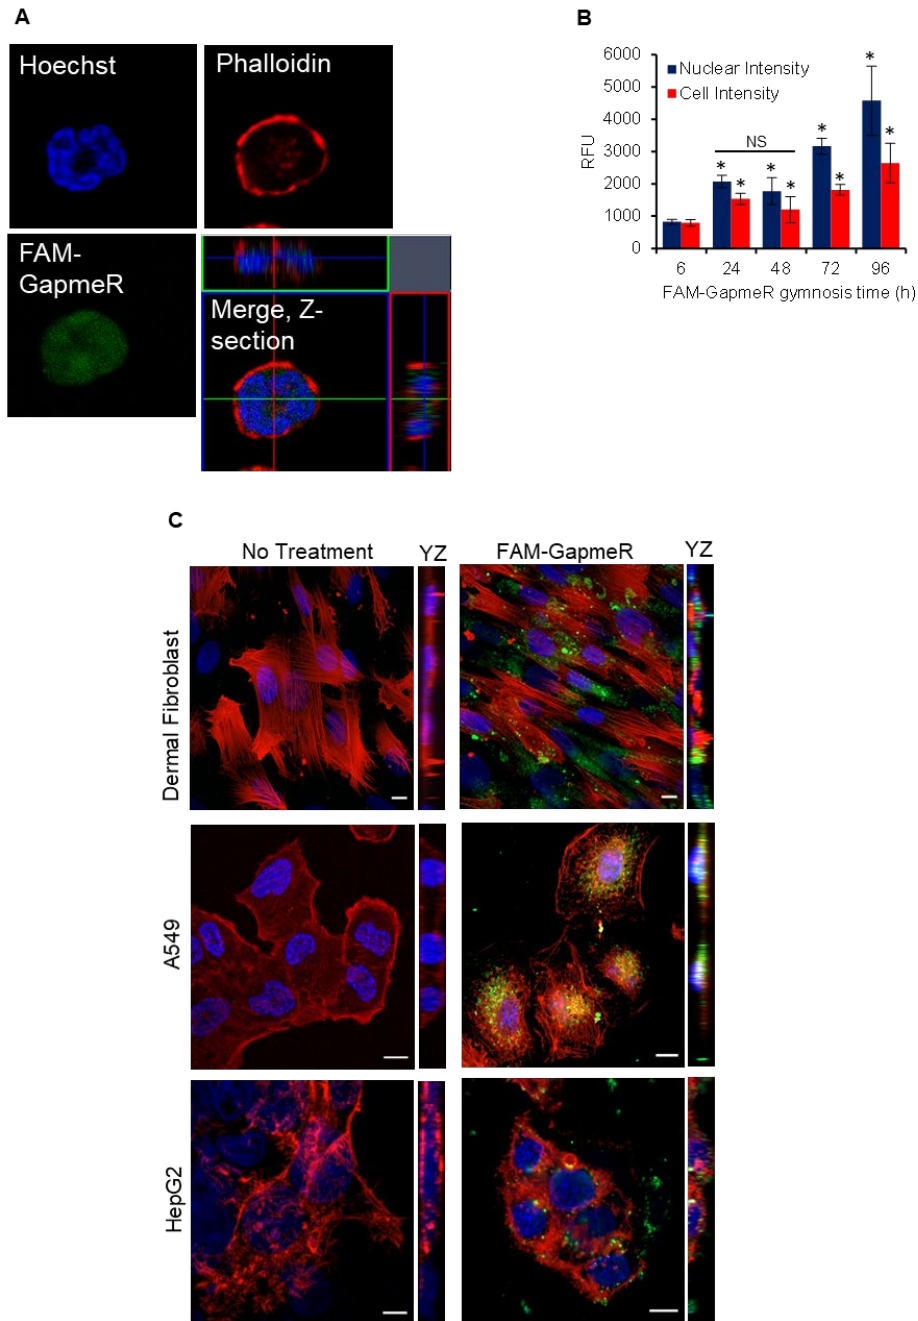 A
Hoechst
Phalloidin
FAM-
GapmeR
Merge, Z-
section
B
6000
5000
4000
3000
2000
1000
0
RFU
Nuclear Intensity
Cell Intensity
NS
*
*
*
*
*
*
*
*
6 24 48 72 96
FAM-GapmeR gymnosis time (h)
C
No Treatment YZ FAM-GapmeR YZ
Dermal Fibroblast
A549
HepG2